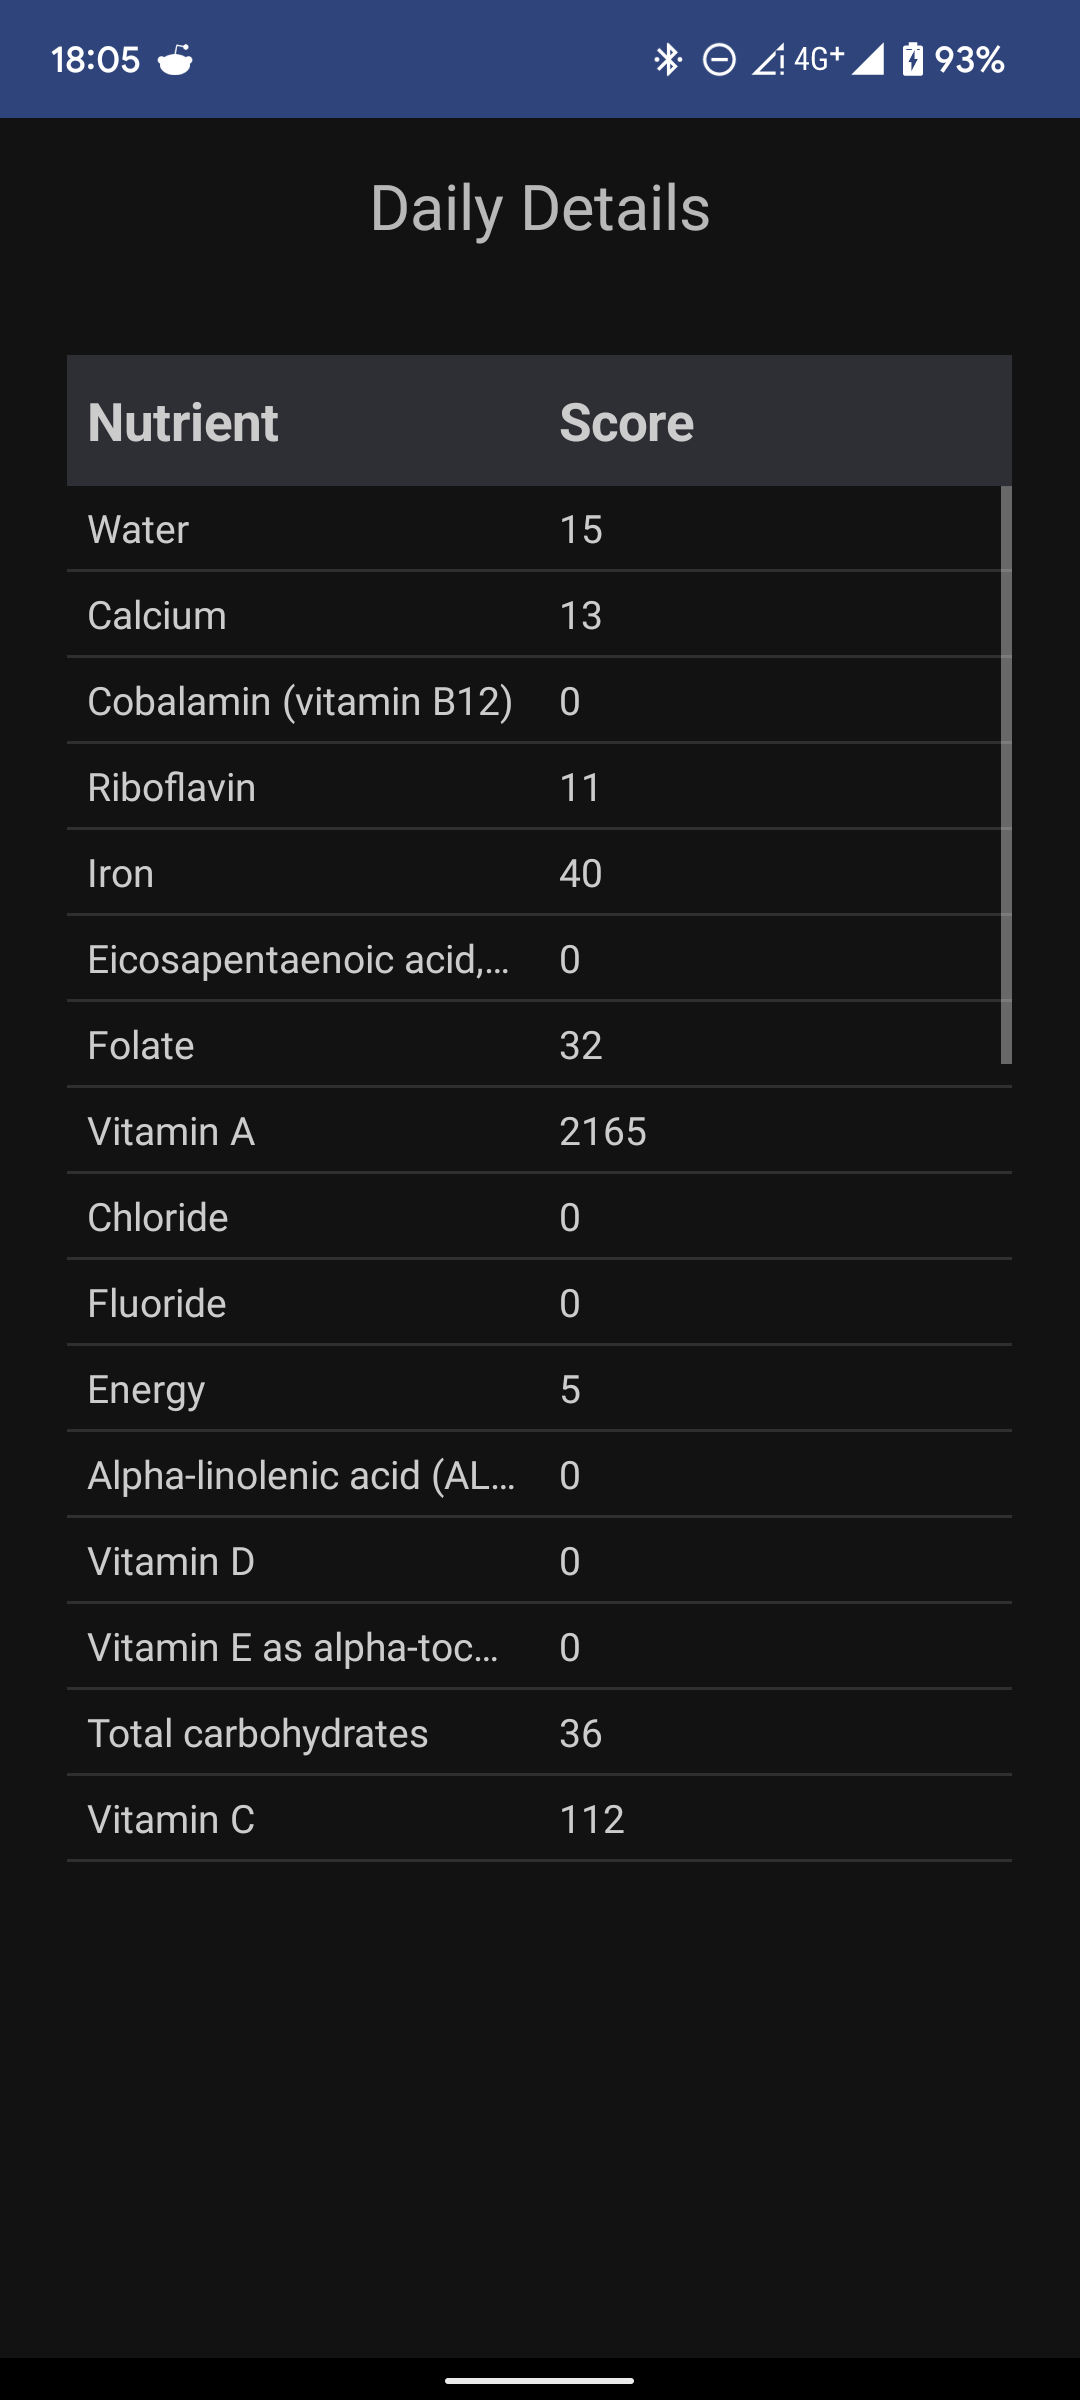 18:05 4G+ 93%
Daily Details
Nutrient Score
Water 15
Calcium 13
Cobalamin (vitamin B12) 0
Riboflavin 11
Iron 40
Eicosapentaenoic acid,... 0
Folate 32
Vitamin A 2165
Chloride 0
Fluoride 0
Energy 5
Alpha-linolenic acid (AL... 0
Vitamin D 0
Vitamin E as alpha-toc... 0
Total carbohydrates 36
Vitamin C 112